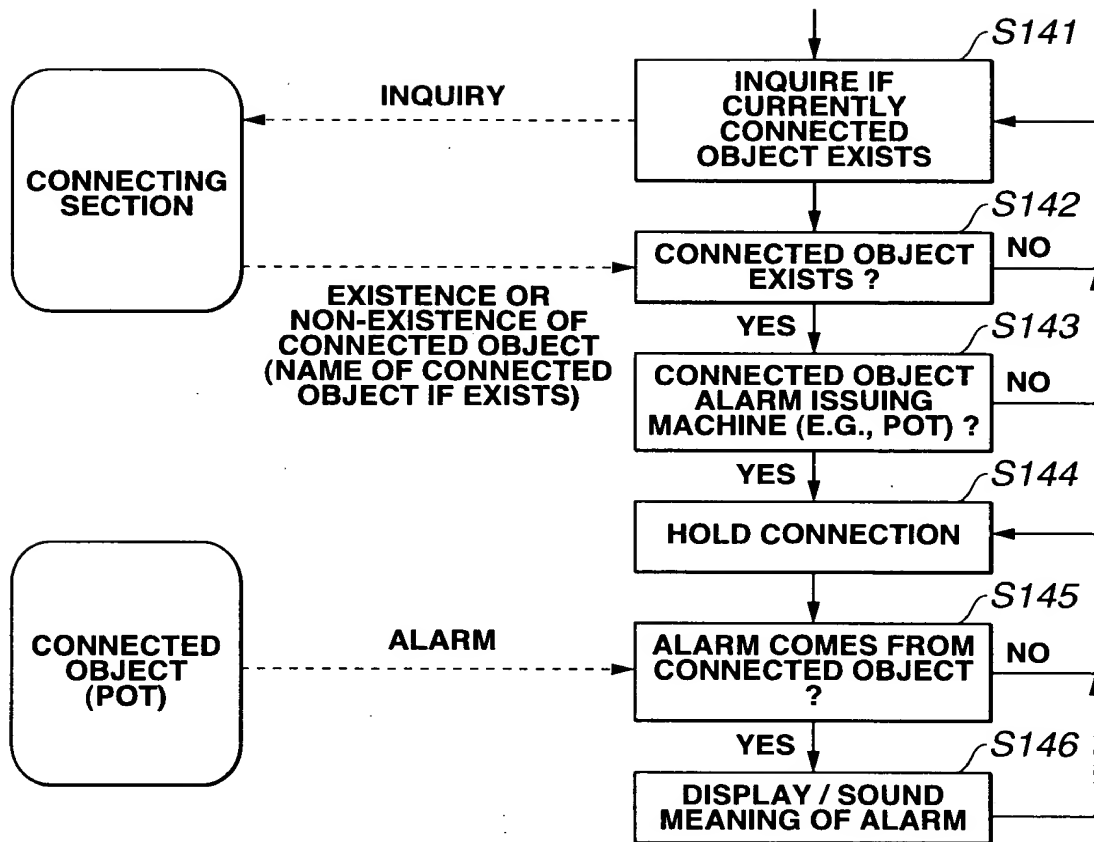 S141
INQUIRE IF
CURRENTLY
CONNECTED
OBJECT EXISTS
INQUIRY
CONNECTING
SECTION
S142
CONNECTED OBJECT
EXISTS ?
NO
EXISTENCE OR
NON-EXISTENCE OF
CONNECTED OBJECT
(NAME OF CONNECTED
OBJECT IF EXISTS)
YES
S143
CONNECTED OBJECT
ALARM ISSUING
MACHINE (E.G., POT) ?
NO
YES
S144
HOLD CONNECTION
S145
CONNECTED
OBJECT
(POT)
ALARM
ALARM COMES FROM
CONNECTED OBJECT
?
NO
YES
S146
DISPLAY / SOUND
MEANING OF ALARM